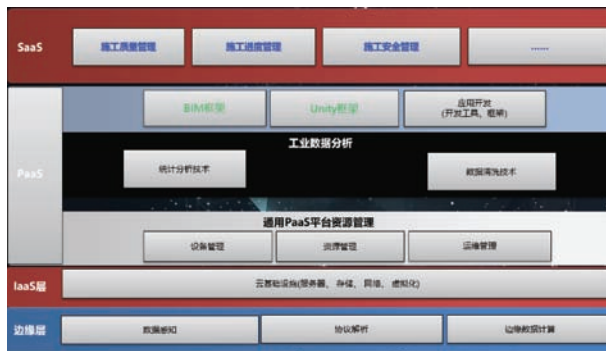 SaaS
施工质量管理
施工进度管理
施工安全管理
......
PaaS
BIM框架
Unity框架
应用开发
(开发工具、框架)
工业数据分析
统计分析技术
数据清洗技术
通用PaaS平台资源管理
设备管理
资源管理
运维管理
IaaS层
云基础设施(服务器、存储、网络、虚拟化)
边缘层
数据感知
协议解析
边缘数据计算